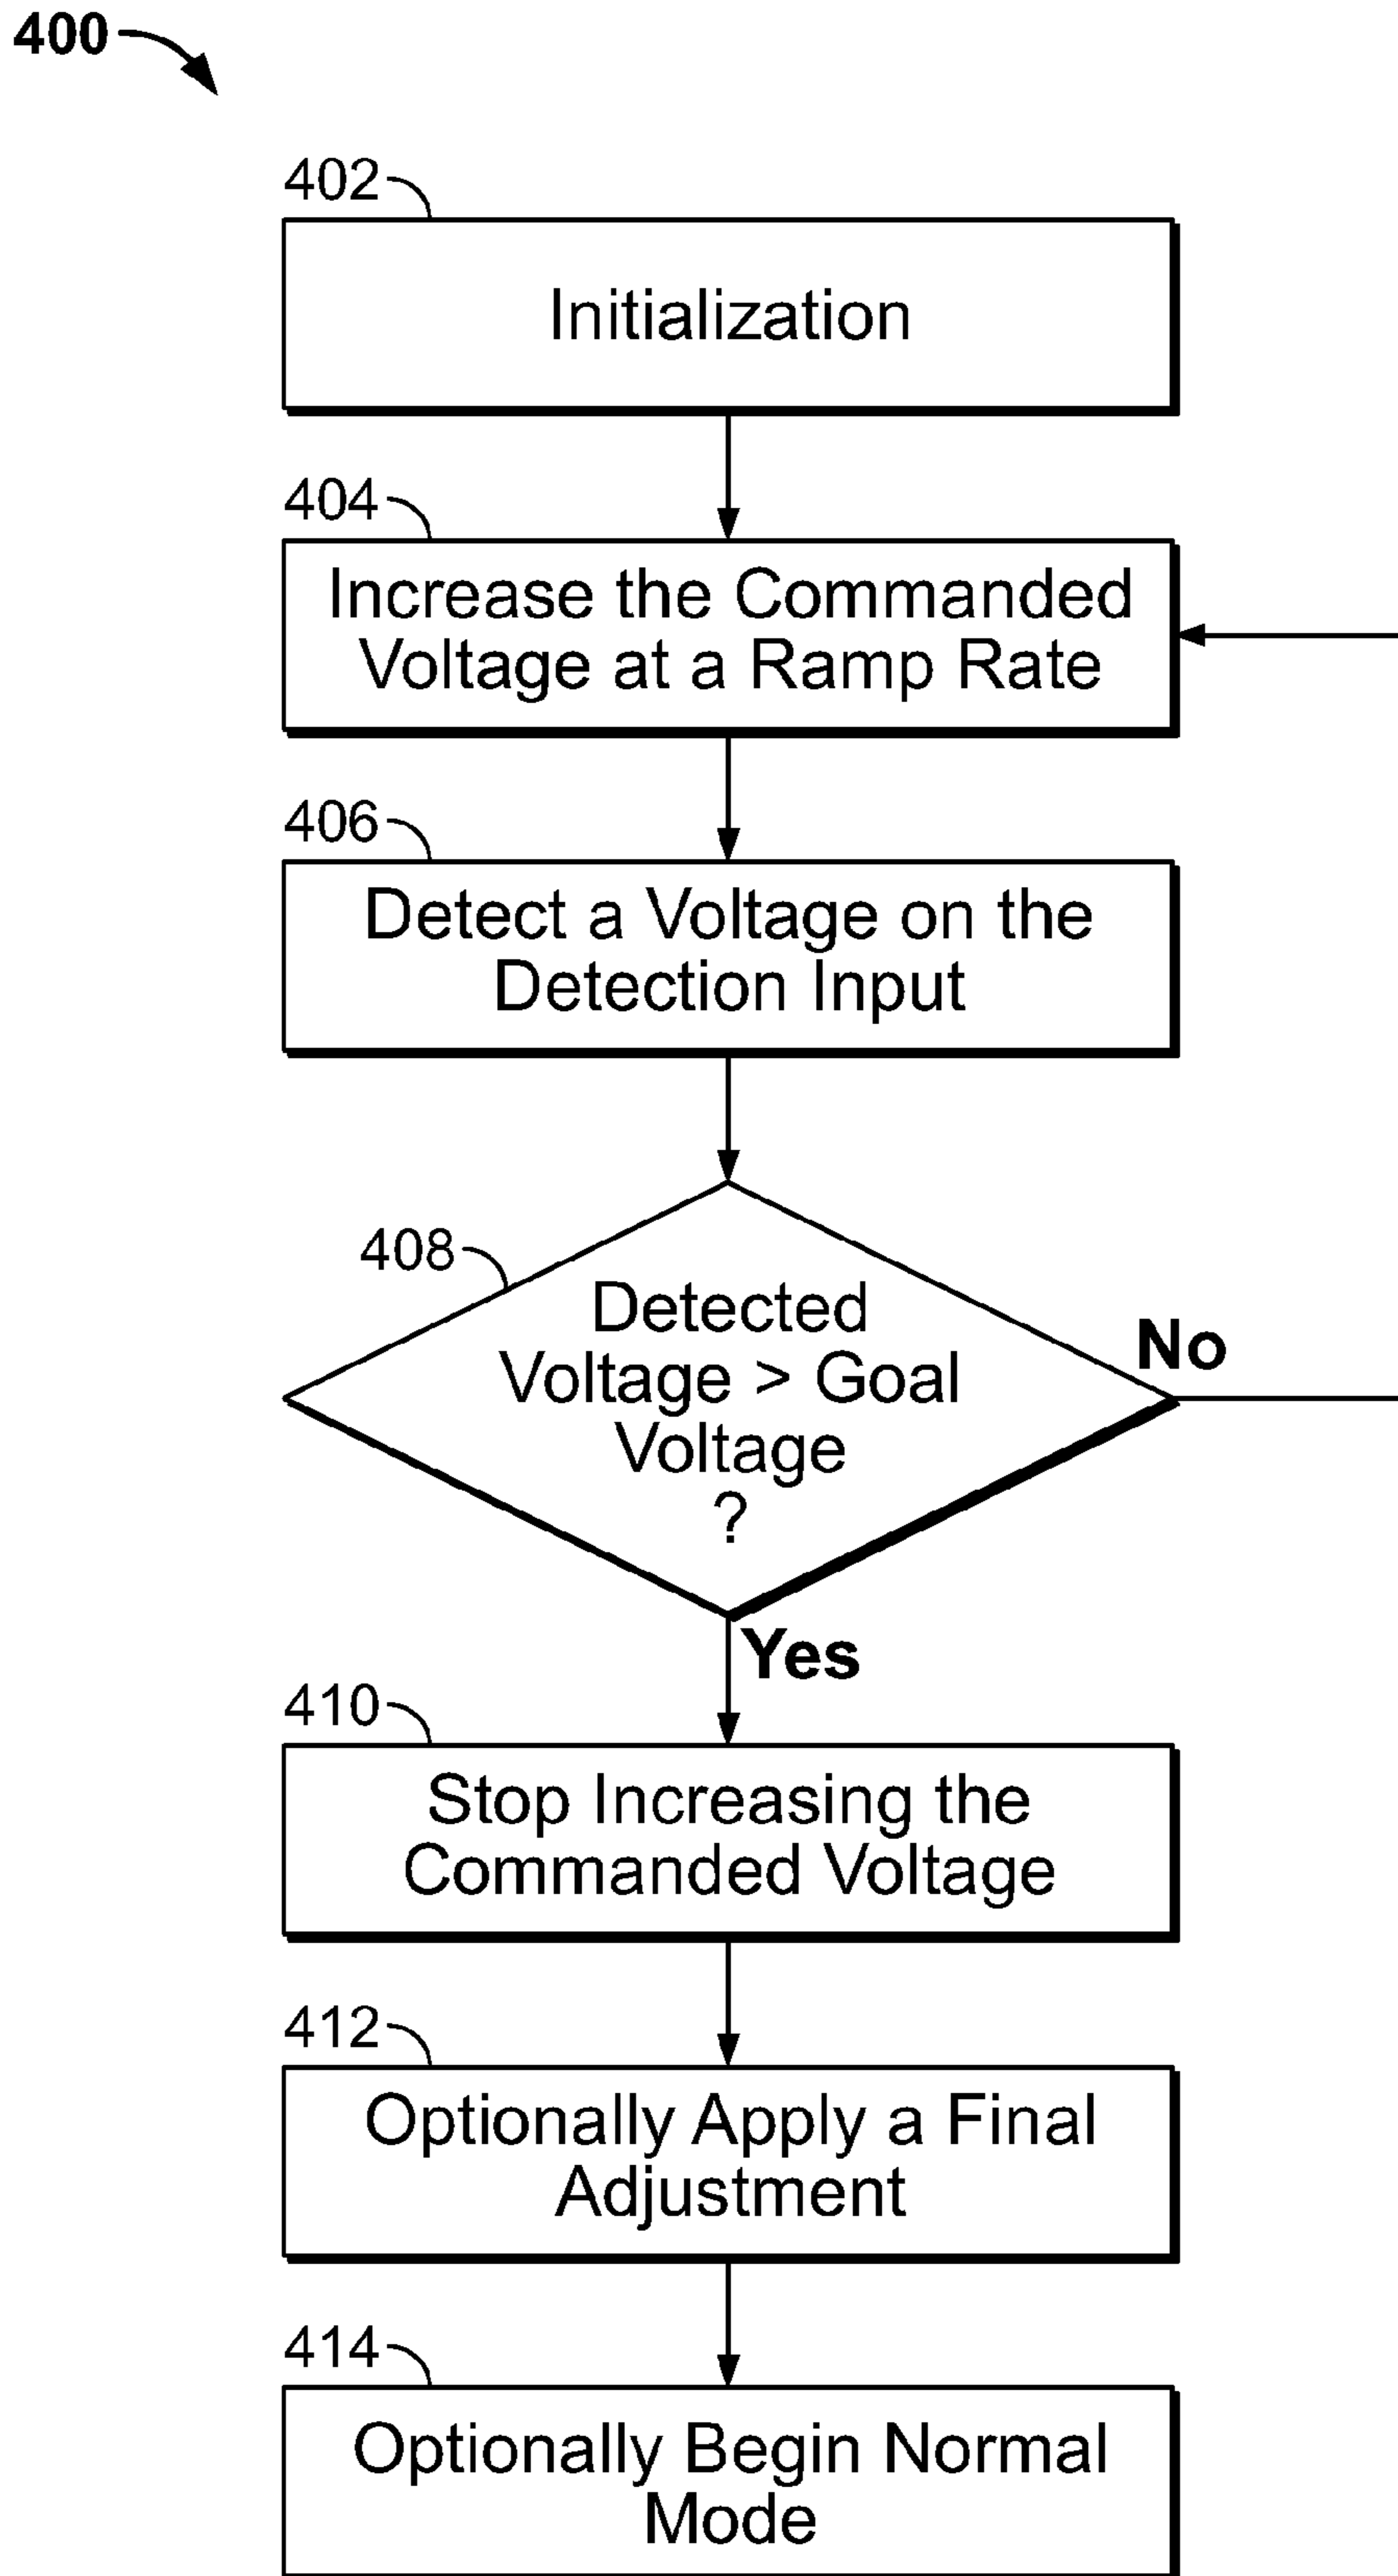 400
402
Initialization
404
Increase the Commanded
Voltage at a Ramp Rate
406
Detect a Voltage on the
Detection Input
408
Detected
Voltage > Goal
Voltage
?
No
Yes
410
Stop Increasing the
Commanded Voltage
412
Optionally Apply a Final
Adjustment
414
Optionally Begin Normal
Mode